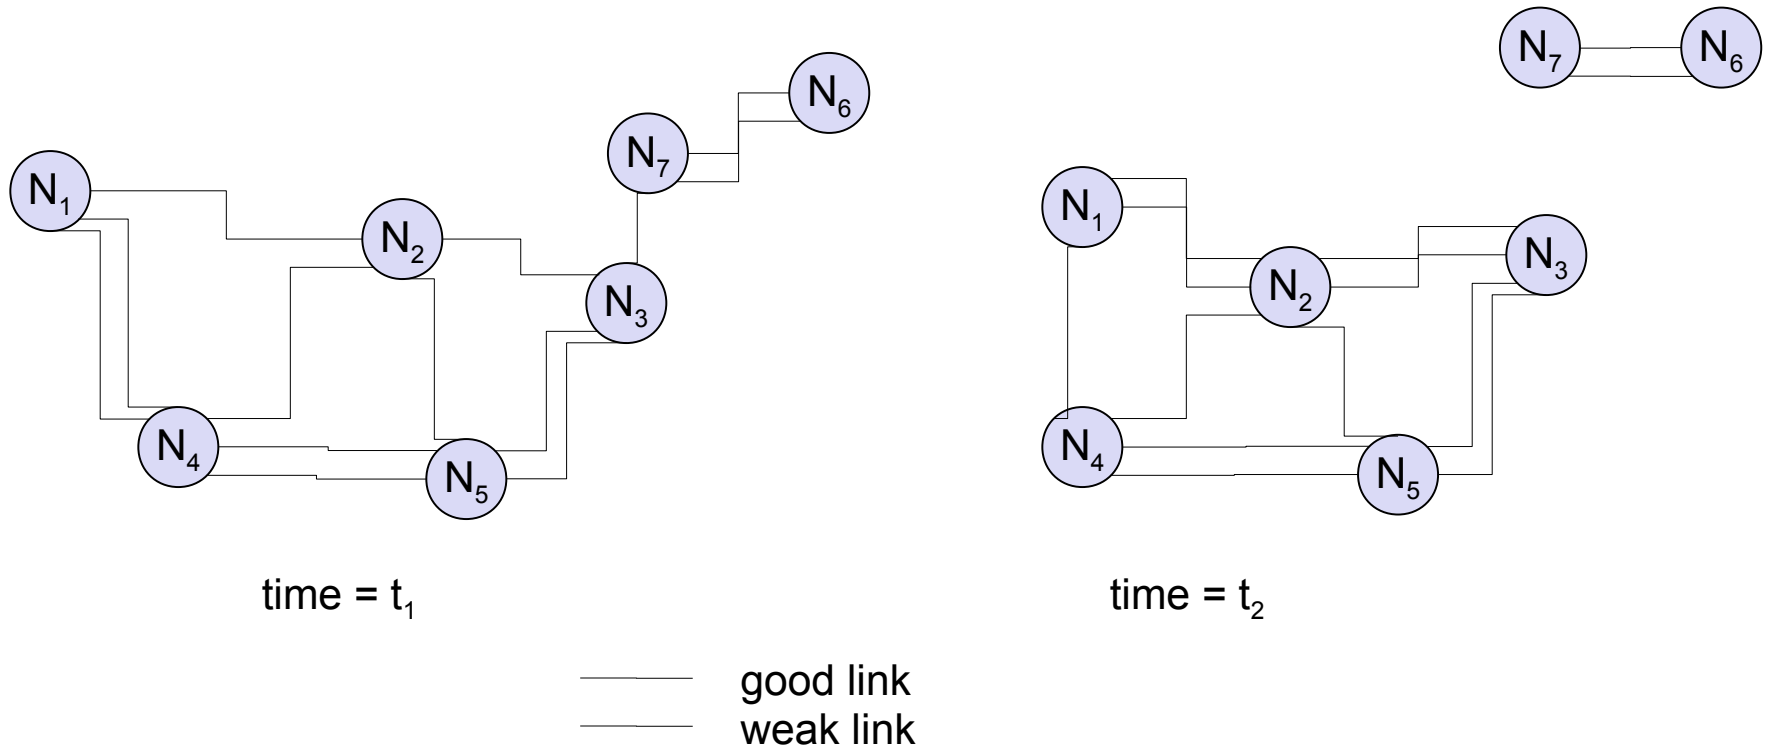 N7 N6
N6
N7
N1
N1
N2
N3
N2
N3
N4
N5
N4
N5
time = t1
time = t2
good link
weak link